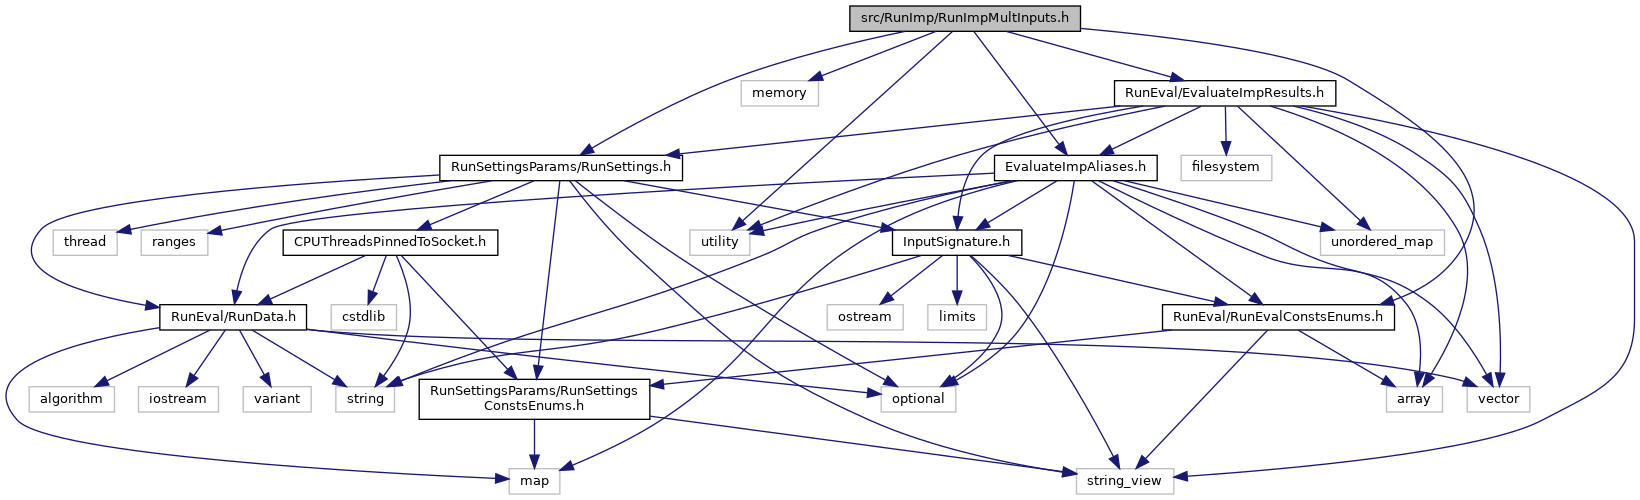 src/RunImp/RunImpMultInputs.h
memory
RunEval/EvaluateImpResults.h
RunSettingsParams/RunSettings.h
EvaluateImpAliases.h
filesystem
thread
ranges
CPUThreadsPinnedToSocket.h
utility
InputSignature.h
unordered_map
RunEval/RunData.h
cstdlib
ostream
limits
RunEval/RunEvalConstsEnums.h
algorithm
iostream
variant
string
RunSettingsParams/RunSettings
ConstsEnums.h
optional
array
vector
map
string_view